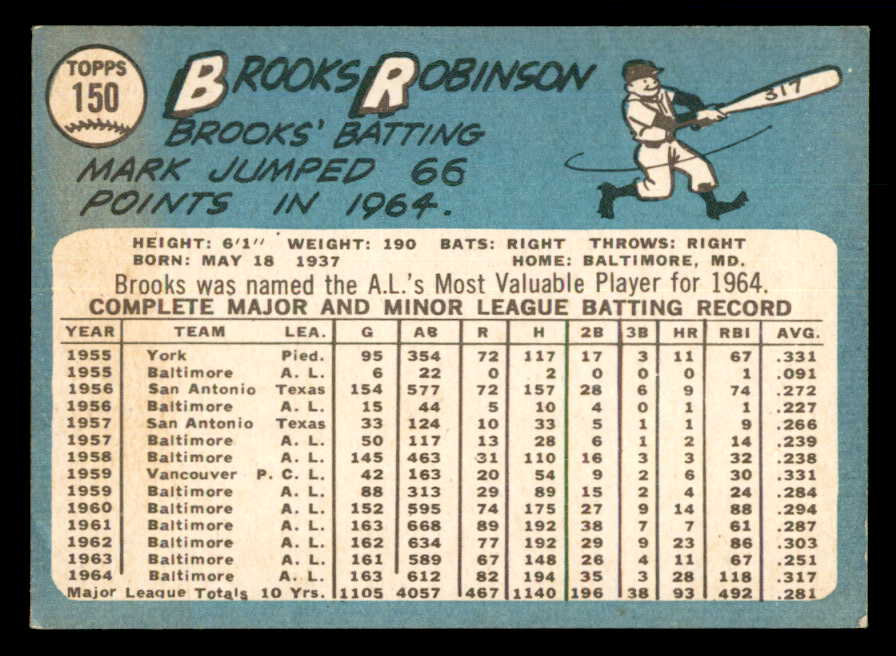 TOPPS
150
BROOKS ROBINSON
317
BROOKS' BATTING
MARK JUMPED 66
POINTS IN 1964.
HEIGHT: 6'1" WEIGHT: 190 BATS: RIGHT THROWS: RIGHT
BORN: MAY 18 1937 HOME: BALTIMORE, MD.
Brooks was named the A.L.'s Most Valuable Player for 1964.
COMPLETE MAJOR AND MINOR LEAGUE BATTING RECORD
YEAR TEAM LEA. G AB R H 2B 3B HR RBI AVG.
1955 York Pied. 95 354 72 117 17 3 11 67 .331
1955 Baltimore A. L. 6 22 0 2 0 0 0 1 .091
1956 San Antonio Texas 154 577 72 157 28 6 9 74 .272
1956 Baltimore A. L. 15 44 5 10 4 0 1 1 .227
1957 San Antonio Texas 33 124 10 33 5 1 1 9 .266
1957 Baltimore A. L. 50 117 13 28 6 1 2 14 .239
1958 Baltimore A. L. 145 463 31 110 16 3 3 32 .238
1959 Vancouver P. C. L. 42 163 20 54 9 2 6 30 .331
1959 Baltimore A. L. 88 313 29 89 15 2 4 24 .284
1960 Baltimore A. L. 152 595 74 175 27 9 14 88 .294
1961 Baltimore A. L. 163 668 89 192 38 7 7 61 .287
1962 Baltimore A. L. 162 634 77 192 29 9 23 86 .303
1963 Baltimore A. L. 161 589 67 148 26 4 11 67 .251
1964 Baltimore A. L. 163 612 82 194 35 3 28 118 .317
Major League Totals 10 Yrs. 1105 4057 467 1140 196 38 93 492 .281